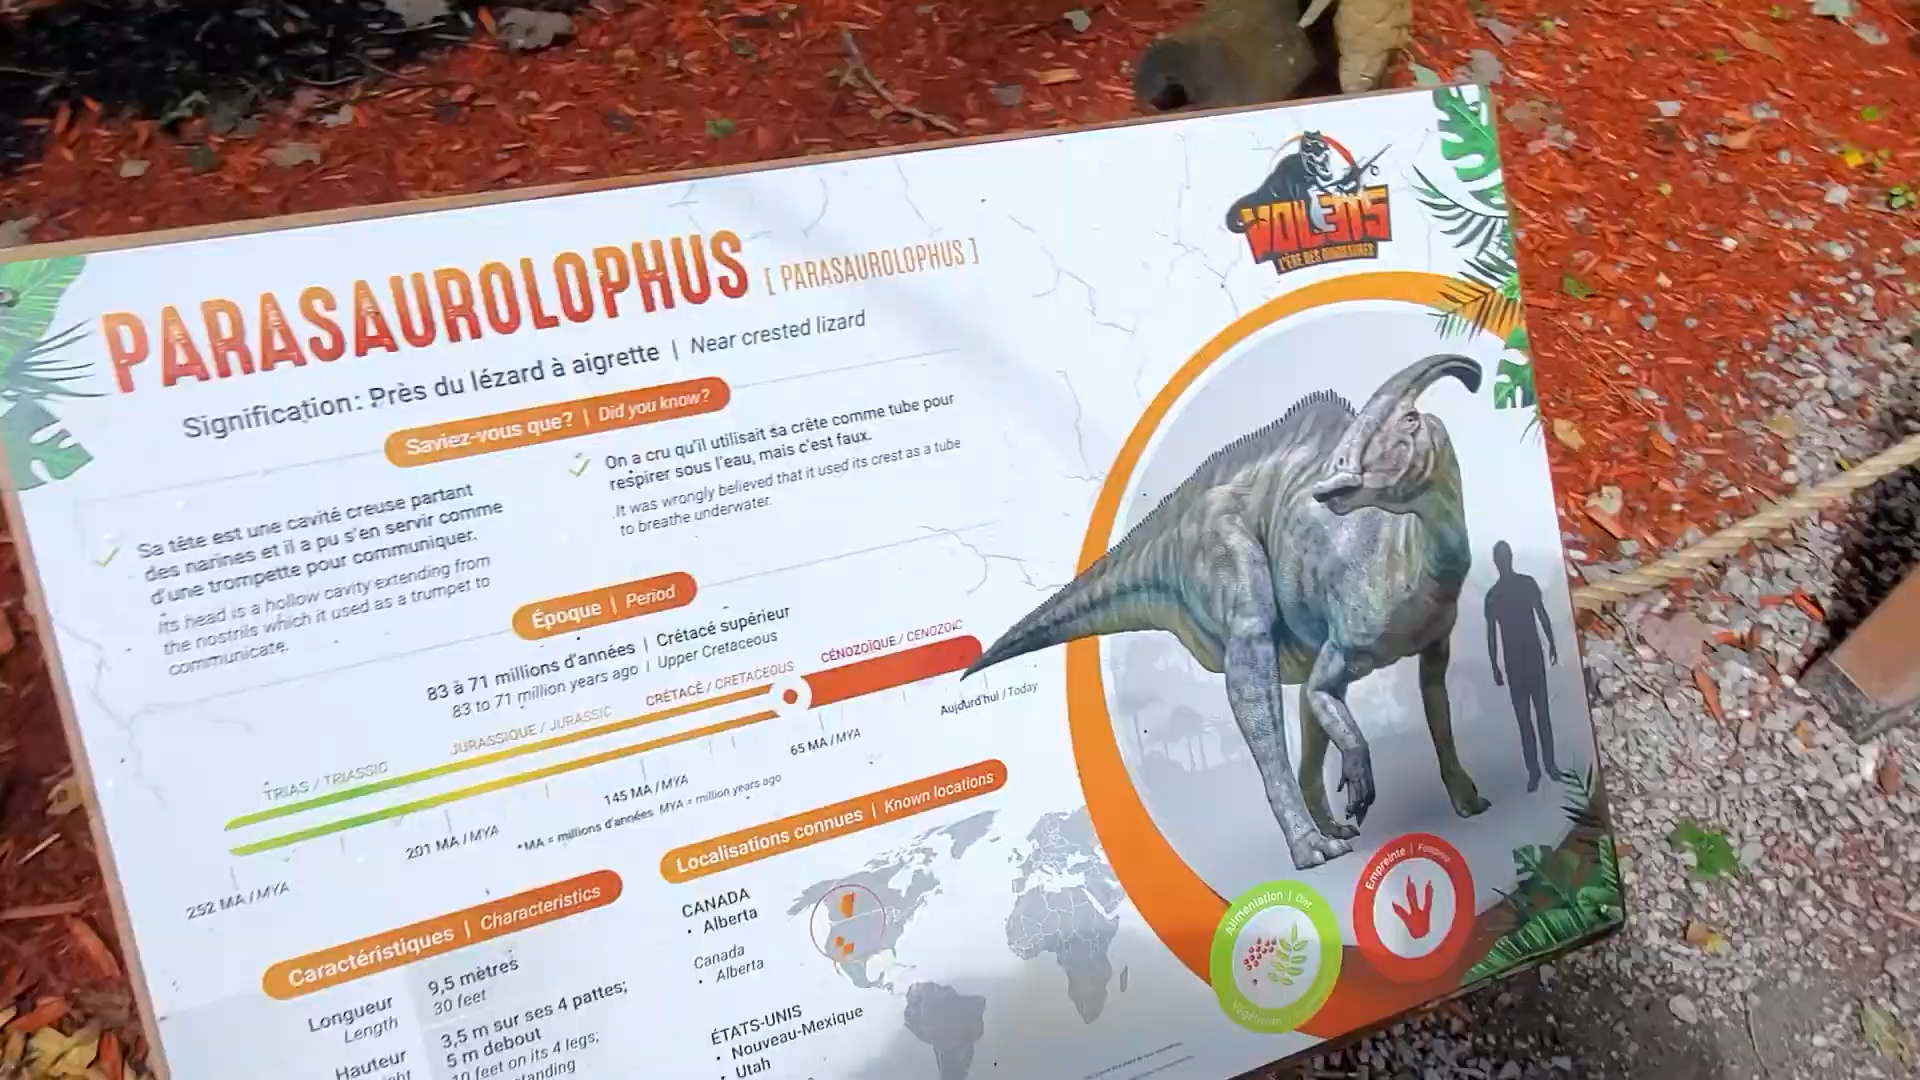 VOLETS
L'ÈRE DES DINOSAURES
PARASAUROLOPHUS [ PARASAUROLOPHUS ]
Signification: Près du lézard à aigrette | Near crested lizard
Saviez-vous que? | Did you know?
Sa tête est une cavité creuse partant
des narines et il a pu s'en servir comme
d'une trompette pour communiquer.
Its head is a hollow cavity extending from
the nostrils which it used as a trumpet to
communicate.
On a cru qu'il utilisait sa crête comme tube pour
respirer sous l'eau, mais c'est faux.
It was wrongly believed that it used its crest as a tube
to breathe underwater.
Époque | Period
83 à 71 millions d'années | Crétacé supérieur
83 to 71 million years ago | Upper Cretaceous
TRIAS / TRIASSIC
JURASSIQUE / JURASSIC
CRÉTACÉ / CRETACEOUS
CÉNOZOÏQUE / CENOZOIC
252 MA / MYA
201 MA / MYA
145 MA / MYA
65 MA / MYA
Aujourd'hui / Today
*MA = millions d'années MYA = million years ago
Caractéristiques | Characteristics
Longueur
Length
9,5 mètres
30 feet
Hauteur
3,5 m sur ses 4 pattes;
5 m debout
10 feet on its 4 legs;
Localisations connues | Known locations
CANADA
• Alberta
Canada
• Alberta
ÉTATS-UNIS
• Nouveau-Mexique
• Utah
Alimentation | Diet
Empreinte | Footprint